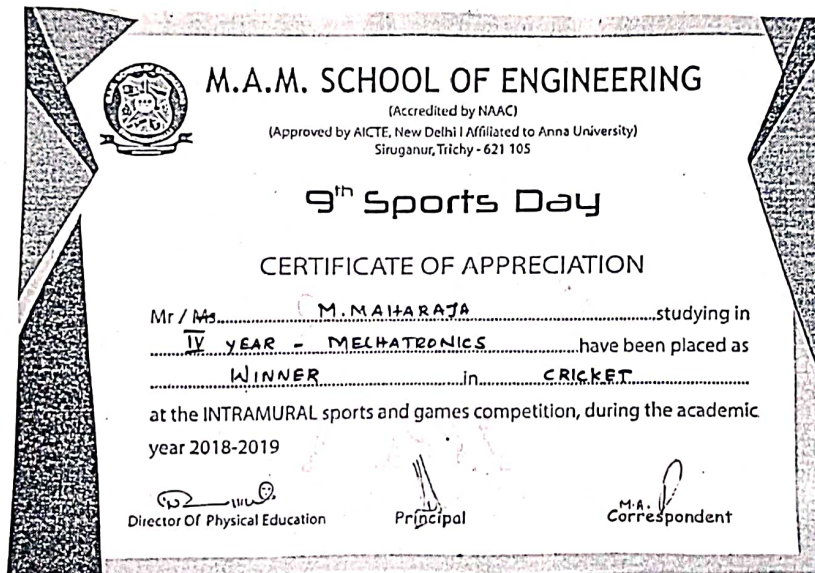 M.A.M. SCHOOL OF ENGINEERING
(Accredited by NAAC)
(Approved by AICTE, New Delhi I Affiliated to Anna University)
Siruganur, Trichy - 621 105
9th Sports Day
CERTIFICATE OF APPRECIATION
Mr / Ms. M. MAHARAJA studying in
IV YEAR - MECHATRONICS have been placed as
WINNER in CRICKET
at the INTRAMURAL sports and games competition, during the academic
year 2018-2019
Director Of Physical Education Principal M.A. Correspondent